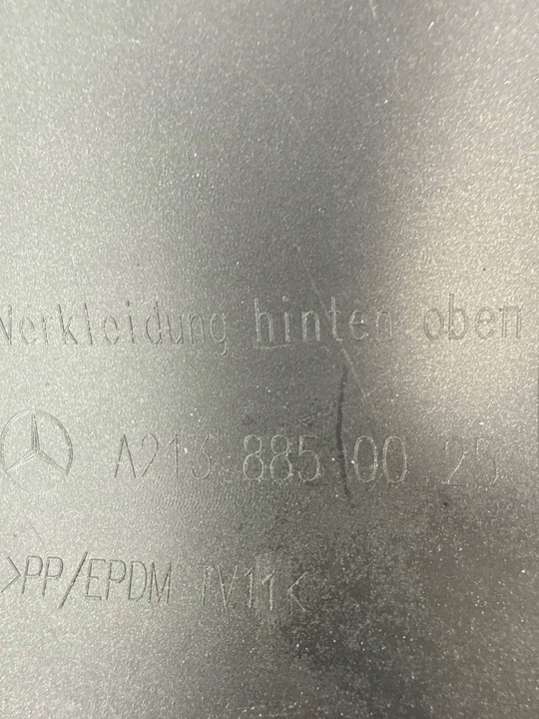 Verkleidung hinten oben
A213 885 00 25
>PP/EPDM TV11<